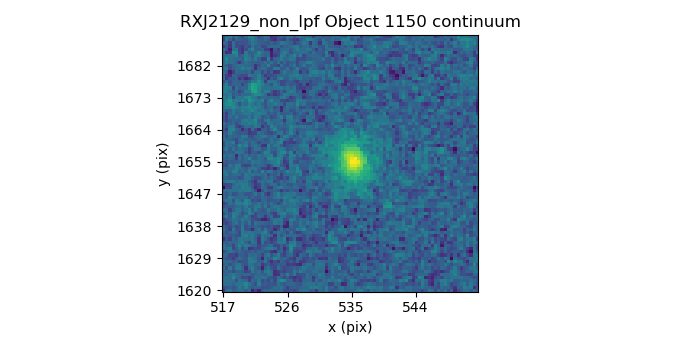 RXJ2129_non_lpf Object 1150 continuum
1682
1673
1664
1655
1647
1638
1629
1620
y (pix)
517 526 535 544
x (pix)